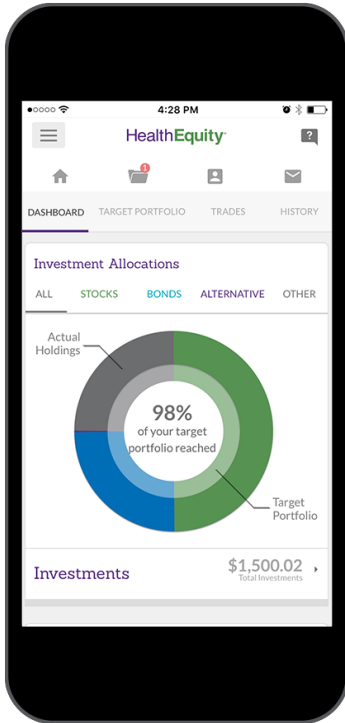 4:28 PM
HealthEquity
?
1
DASHBOARD TARGET PORTFOLIO TRADES HISTORY
Investment Allocations
ALL STOCKS BONDS ALTERNATIVE OTHER
Actual
Holdings
98%
of your target
portfolio reached
Target
Portfolio
Investments $1,500.02
Total Investments